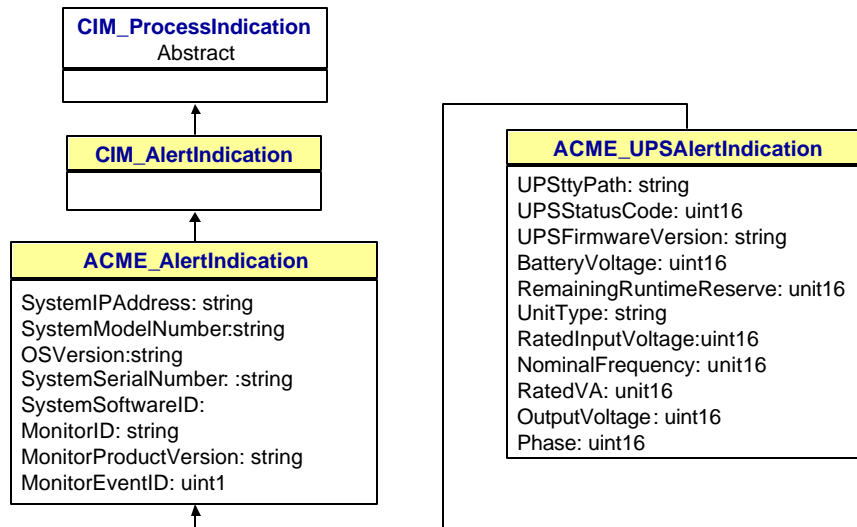 CIM_ProcessIndication
Abstract
CIM_AlertIndication
ACME_AlertIndication
SystemIPAddress: string
SystemModelNumber:string
OSVersion:string
SystemSerialNumber: :string
SystemSoftwareID:
MonitorID: string
MonitorProductVersion: string
MonitorEventID: uint1
ACME_UPSAlertIndication
UPSttyPath: string
UPSStatusCode: uint16
UPSFirmwareVersion: string
BatteryVoltage: uint16
RemainingRuntimeReserve: unit16
UnitType: string
RatedInputVoltage:uint16
NominalFrequency: unit16
RatedVA: unit16
OutputVoltage: uint16
Phase: uint16